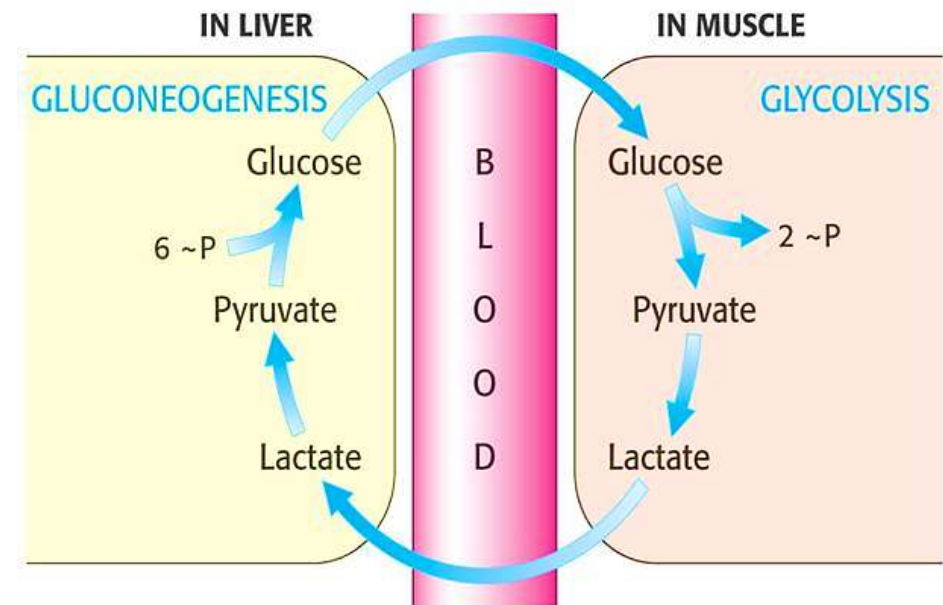 IN LIVER
IN MUSCLE
GLUCONEOGENESIS
Glucose
6 ~P
Pyruvate
Lactate
B
L
O
O
D
GLYCOLYSIS
Glucose
2 ~P
Pyruvate
Lactate